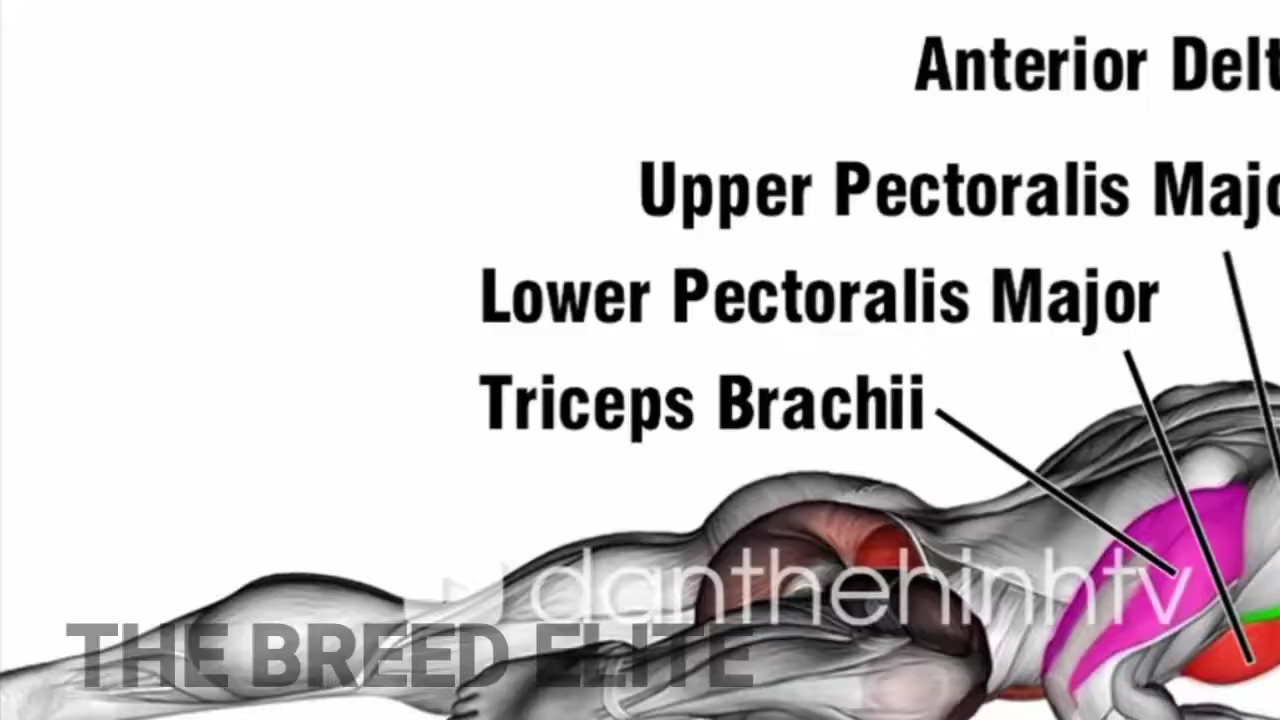 Anterior Delt
Upper Pectoralis Majo
Lower Pectoralis Major
Triceps Brachii
danthehinhtv
THE BREED ELITE